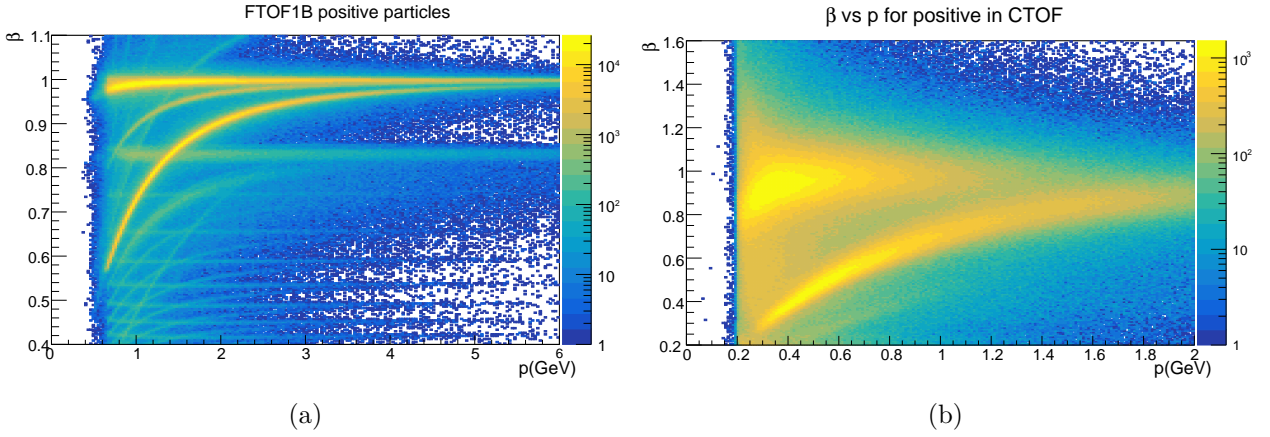 FTOF1B positive particles
β
1.1
1
0.9
0.8
0.7
0.6
0.5
0.4
0 1 2 3 4 5 6
p(GeV)
10⁴
10³
10²
10
1
(a)
β vs p for positive in CTOF
β
1.6
1.4
1.2
1
0.8
0.6
0.4
0.2
0 0.2 0.4 0.6 0.8 1 1.2 1.4 1.6 1.8 2
p(GeV)
10³
10²
10
1
(b)